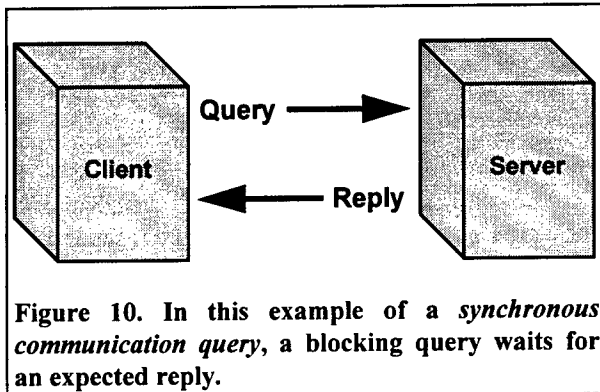 Query
Client
Server
Reply
Figure 10. In this example of a synchronous
communication query, a blocking query waits for
an expected reply.